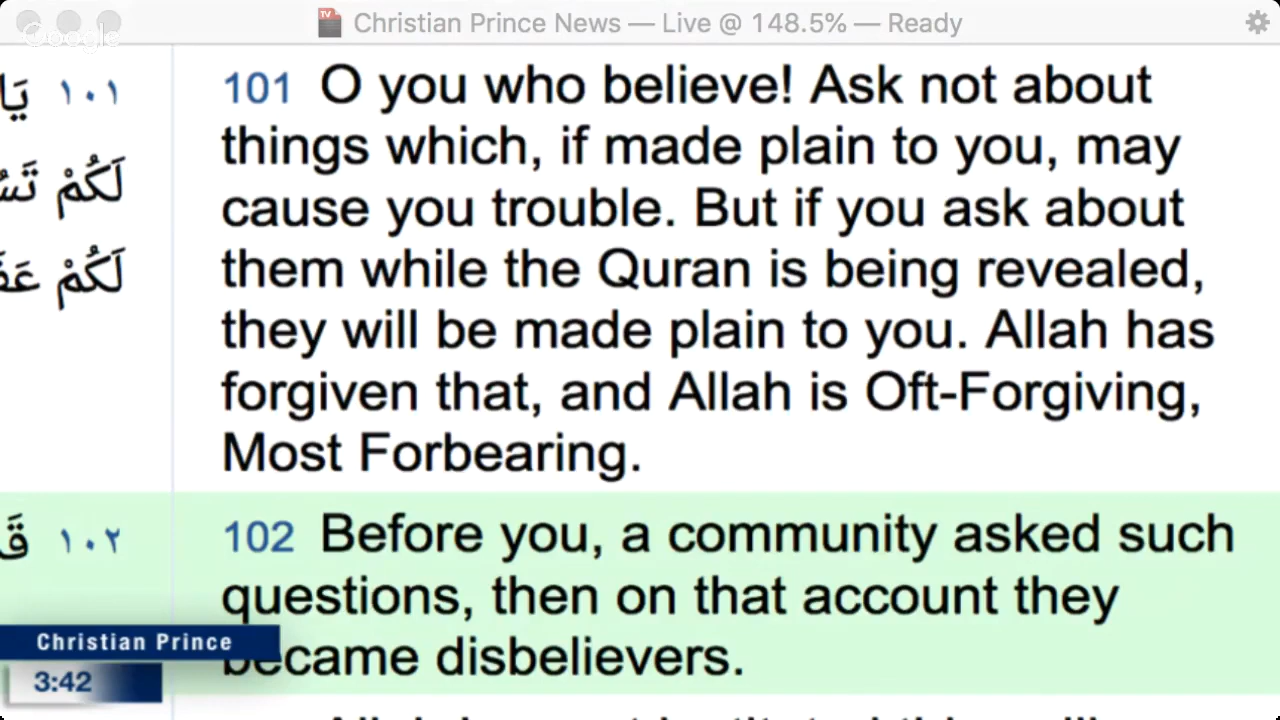 Christian Prince News — Live @ 148.5% — Ready
Google
١٠١
لَكُمْ
لَكُمْ
101 O you who believe! Ask not about
things which, if made plain to you, may
cause you trouble. But if you ask about
them while the Quran is being revealed,
they will be made plain to you. Allah has
forgiven that, and Allah is Oft-Forgiving,
Most Forbearing.
١٠٢
102 Before you, a community asked such
questions, then on that account they
became disbelievers.
Christian Prince
3:42